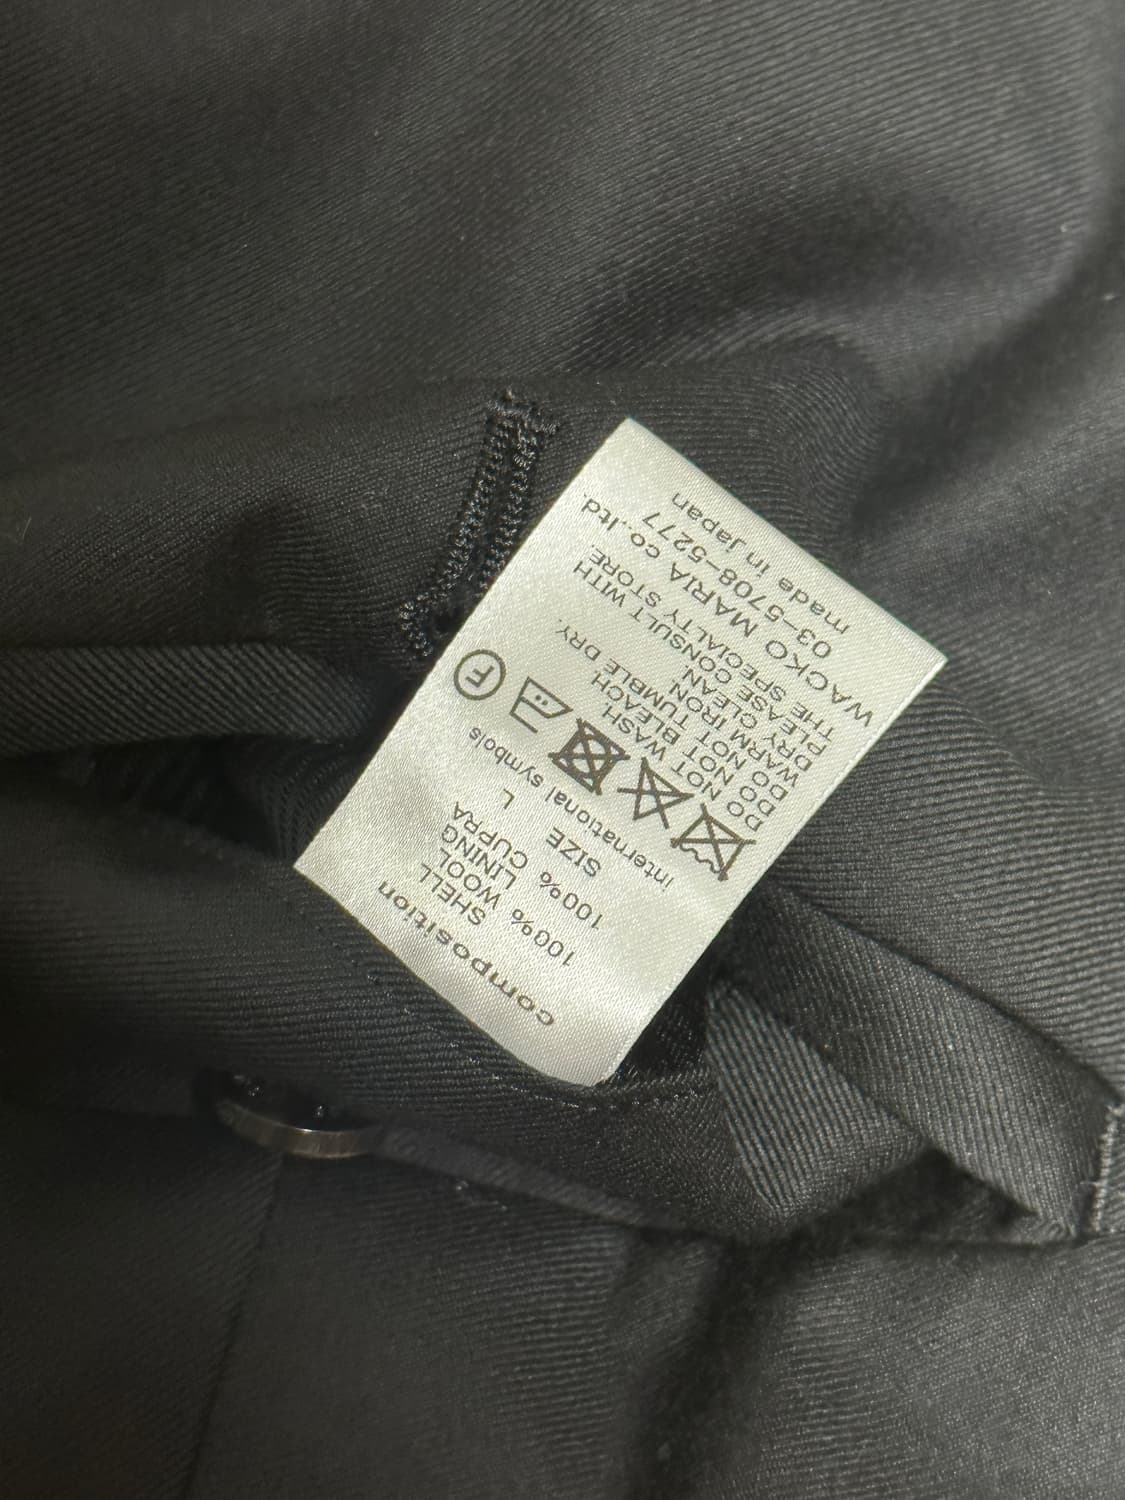 composition
SHELL
100% WOOL
LINING
100% CUPRA
SIZE L
international symbols
F
DO NOT WASH.
NOT BLEACH.
DO NOT TUMBLE DRY.
WARM IRON.
DRY CLEAN.
PLEASE CONSULT WITH
THE SPECIALTY STORE
WACKO MARIA co.,ltd.
03-5708-5277
made in Japan